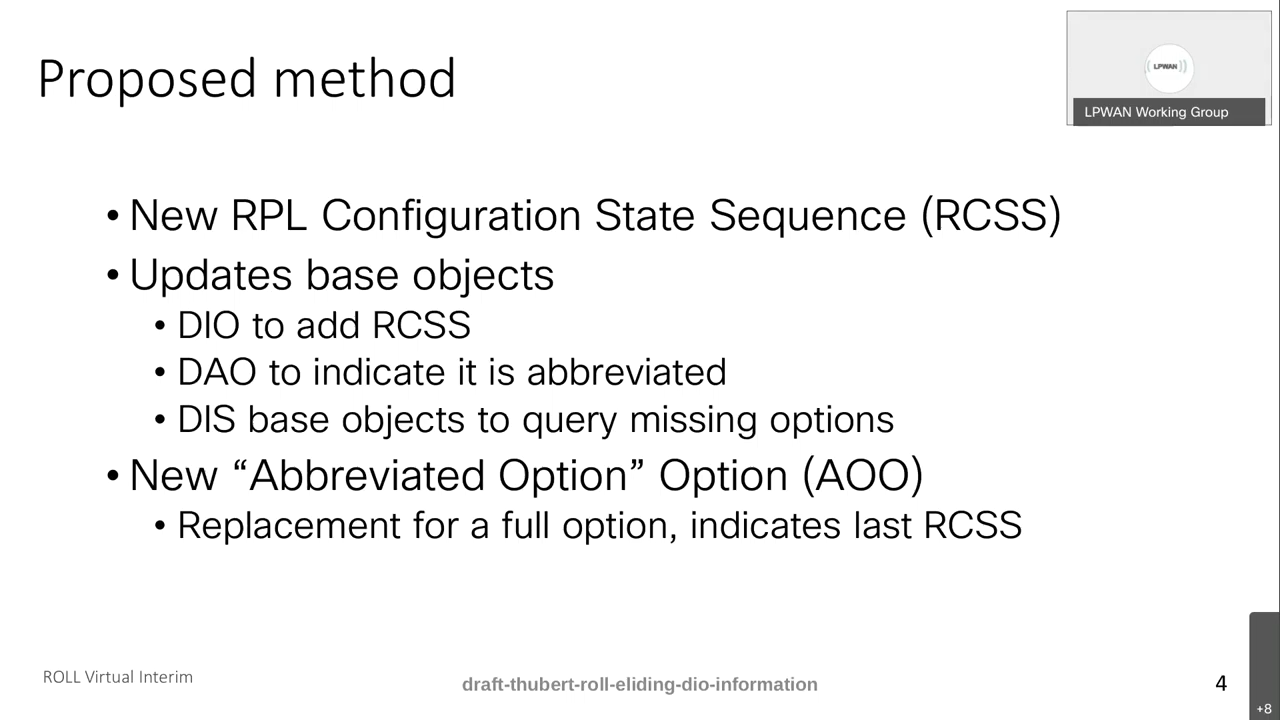 Proposed method
LPWAN
LPWAN Working Group
• New RPL Configuration State Sequence (RCSS)
• Updates base objects
• DIO to add RCSS
• DAO to indicate it is abbreviated
• DIS base objects to query missing options
• New “Abbreviated Option” Option (AOO)
• Replacement for a full option, indicates last RCSS
ROLL Virtual Interim
draft-thubert-roll-eliding-dio-information
4
+8